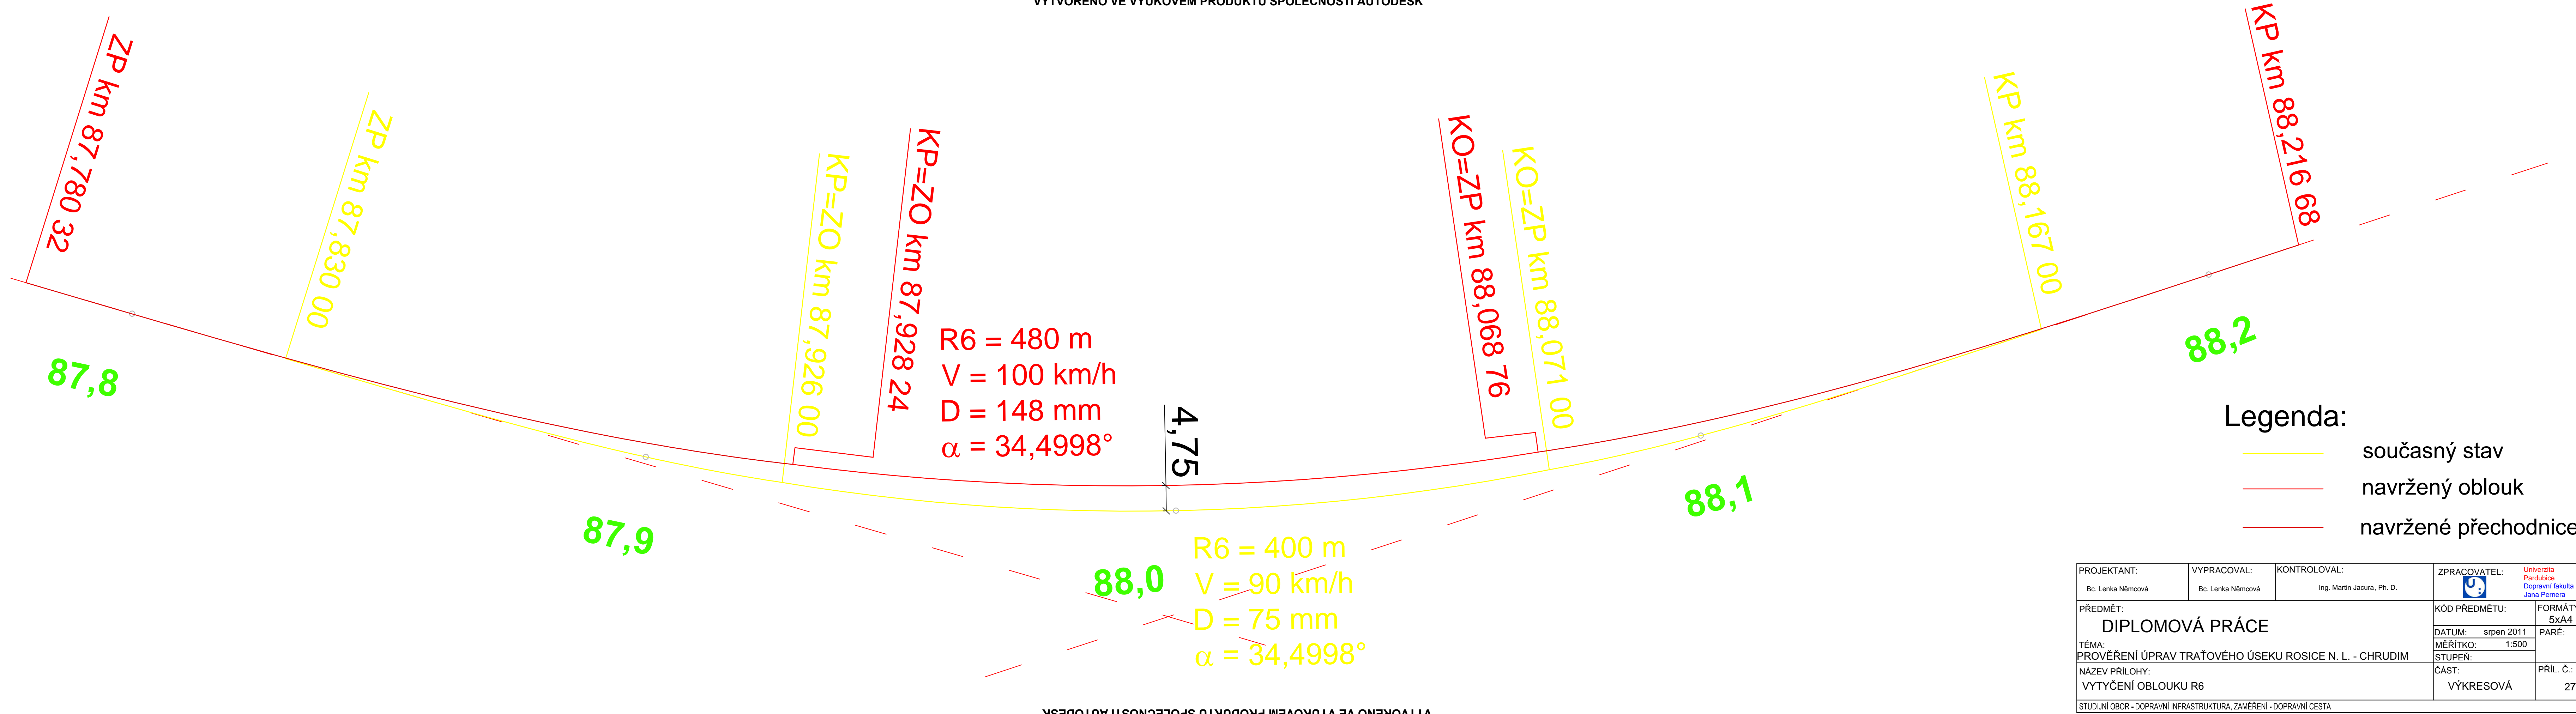 VYTVOŘENO VE VÝUKOVÉM PRODUKTU SPOLEČNOSTI AUTODESK
ZP km 87,780 32
ZP km 87,830 00
KP=ZO km 87,926 00
KP=ZO km 87,928 24
KO=ZP km 88,068 76
KO=ZP km 88,071 00
KP km 88,167 00
KP km 88,216 68
R6 = 480 m
V = 100 km/h
D = 148 mm
α = 34,4998°
4,75
87,8
87,9
88,0
88,1
88,2
R6 = 400 m
V = 90 km/h
D = 75 mm
α = 34,4998°
Legenda:
současný stav
navržený oblouk
navržené přechodnice
PROJEKTANT:
Bc. Lenka Němcová
VYPRACOVAL:
Bc. Lenka Němcová
KONTROLOVAL:
Ing. Martin Jacura, Ph. D.
ZPRACOVATEL:
Univerzita
Pardubice
Dopravní fakulta
Jana Pernera
PŘEDMĚT:
DIPLOMOVÁ PRÁCE
KÓD PŘEDMĚTU:
FORMÁTY
5xA4
DATUM: srpen 2011
PARÉ:
TÉMA:
PROVĚŘENÍ ÚPRAV TRAŤOVÉHO ÚSEKU ROSICE N. L. - CHRUDIM
MĚŘÍTKO: 1:500
STUPEŇ:
NÁZEV PŘÍLOHY:
VYTYČENÍ OBLOUKU R6
ČÁST:
VÝKRESOVÁ
PŘÍL. Č.:
27
STUDIJNÍ OBOR - DOPRAVNÍ INFRASTRUKTURA, ZAMĚŘENÍ - DOPRAVNÍ CESTA
VYTVOŘENO VE VÝUKOVÉM PRODUKTU SPOLEČNOSTI AUTODESK